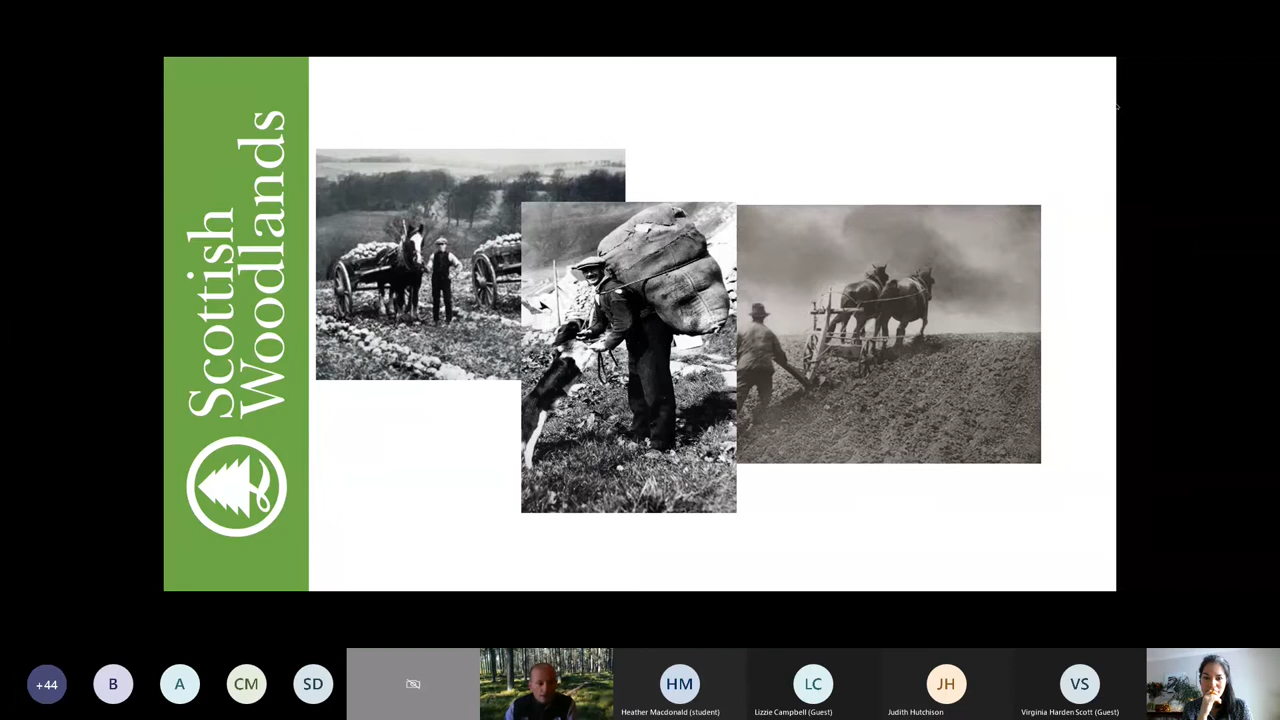 Scottish
Woodlands
+44
B
A
CM
SD
HM
Heather Macdonald (student)
LC
Lizzie Campbell (Guest)
JH
Judith Hutchison
VS
Virginia Harden Scott (Guest)